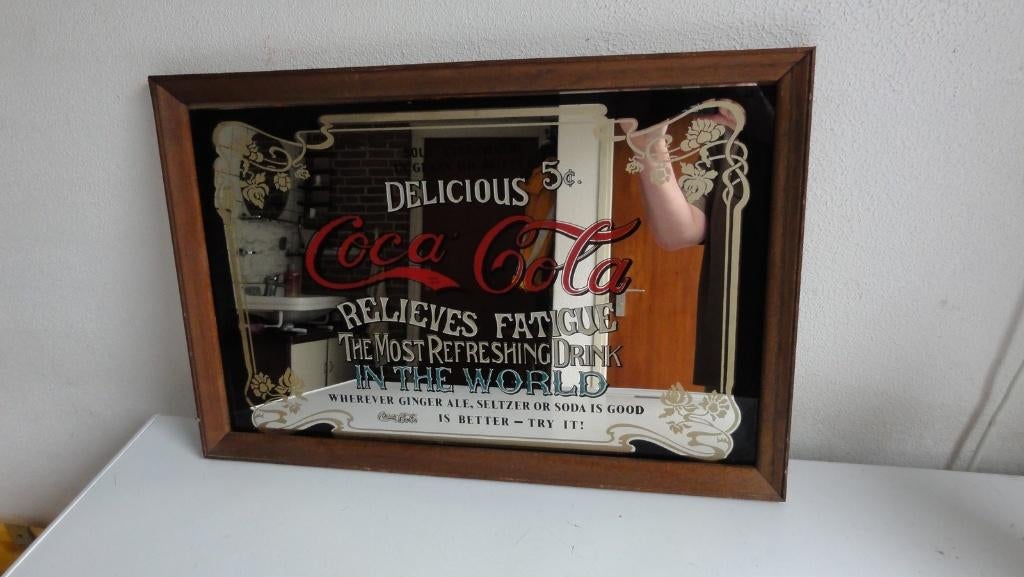 DELICIOUS 5¢.
Coca-Cola
RELIEVES FATIGUE
THE MOST REFRESHING DRINK
IN THE WORLD
WHEREVER GINGER ALE, SELTZER OR SODA IS GOOD
Coca-Cola IS BETTER – TRY IT!